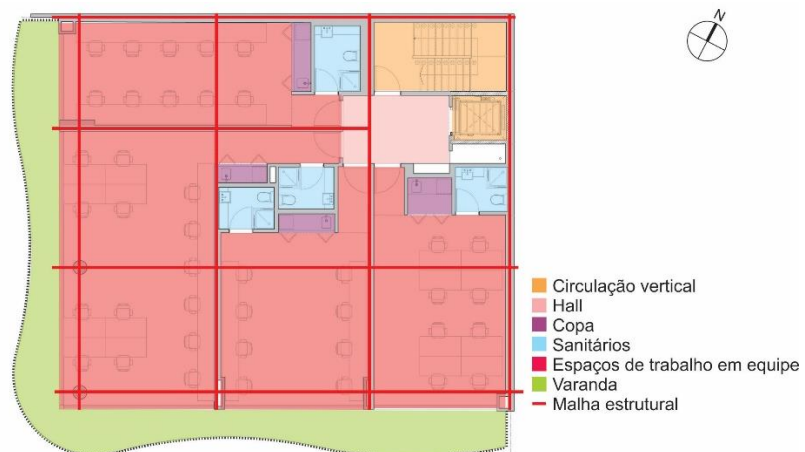 N
Circulação vertical
Hall
Copa
Sanitários
Espaços de trabalho em equipe
Varanda
Malha estrutural